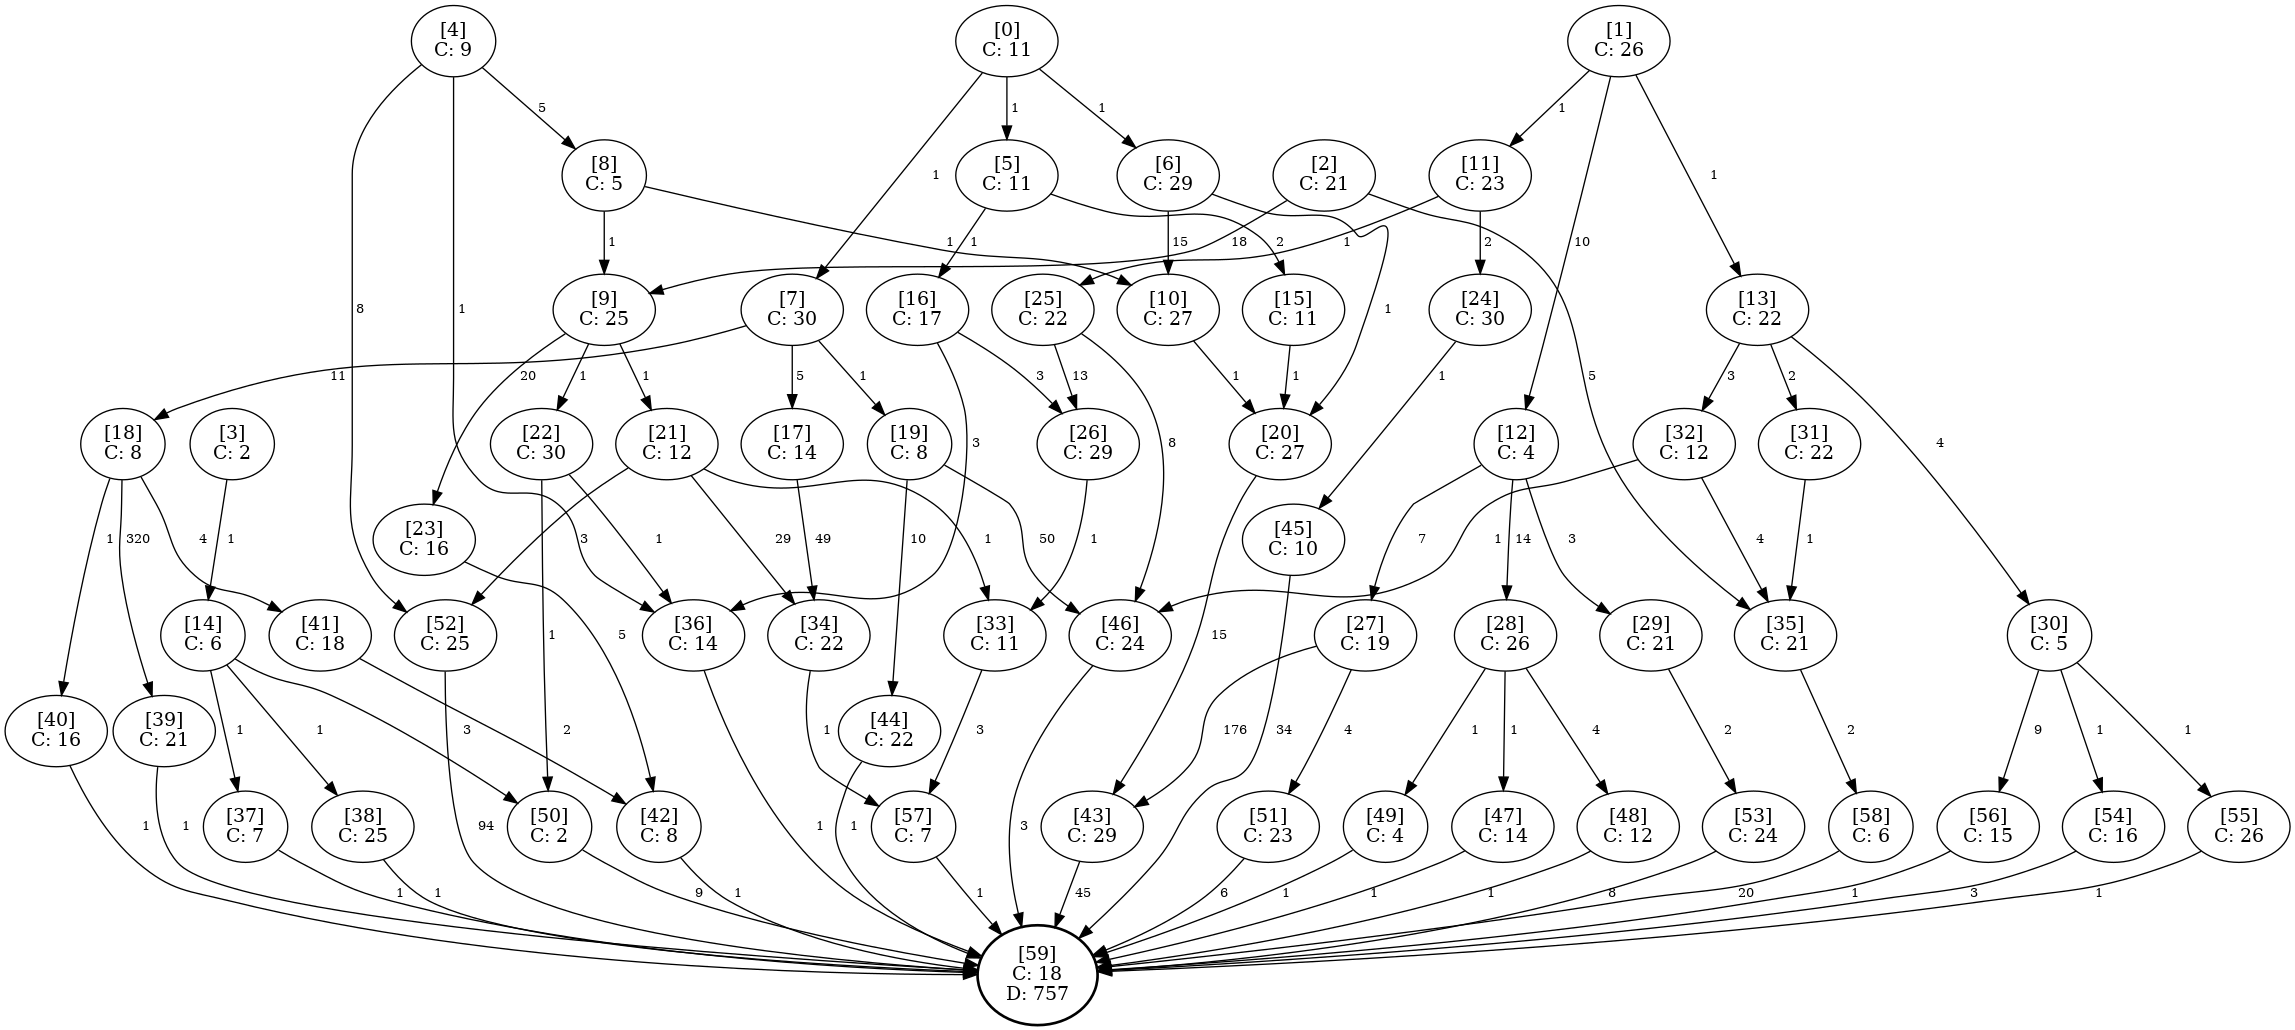 [4]
C: 9
[0]
C: 11
[1]
C: 26
5
1
1
1
[8]
C: 5
[5]
C: 11
[6]
C: 29
[2]
C: 21
[11]
C: 23
1
1
1
1
1
15
18
2
1
2
10
8
1
[9]
C: 25
[7]
C: 30
[16]
C: 17
[25]
C: 22
[10]
C: 27
[15]
C: 11
1
[24]
C: 30
[13]
C: 22
11
20
1
1
5
1
3
13
1
1
1
5
3
2
[18]
C: 8
[3]
C: 2
[22]
C: 30
[21]
C: 12
[17]
C: 14
[19]
C: 8
3
[26]
C: 29
8
[20]
C: 27
[12]
C: 4
[32]
C: 12
[31]
C: 22
4
1
320
4
1
[23]
C: 16
3
1
29
49
10
1
50
1
[45]
C: 10
1
7
14
3
4
1
[14]
C: 6
[41]
C: 18
[52]
C: 25
1
5
[36]
C: 14
[34]
C: 22
[33]
C: 11
[46]
C: 24
15
[27]
C: 19
[28]
C: 26
[29]
C: 21
[35]
C: 21
[30]
C: 5
[40]
C: 16
[39]
C: 21
1
1
3
2
1
[44]
C: 22
3
176
34
4
1
1
4
2
2
9
1
1
1
1
[37]
C: 7
[38]
C: 25
94
[50]
C: 2
[42]
C: 8
1
1
[57]
C: 7
3
[43]
C: 29
[51]
C: 23
[49]
C: 4
[47]
C: 14
[48]
C: 12
[53]
C: 24
[58]
C: 6
[56]
C: 15
[54]
C: 16
[55]
C: 26
1
1
9
1
1
45
6
1
1
1
8
20
1
3
1
[59]
C: 18
D: 757